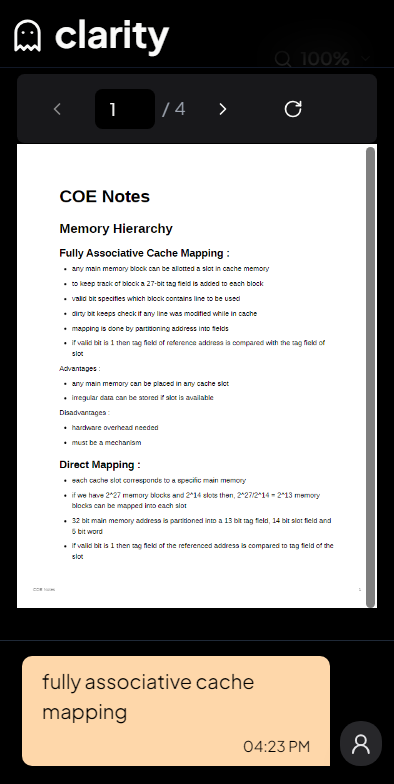 clarity
100%
1 / 4
COE Notes
Memory Hierarchy
Fully Associative Cache Mapping :
• any main memory block can be allotted a slot in cache memory
• to keep track of block a 27-bit tag field is added to each block
• valid bit specifies which block contains line to be used
• dirty bit keeps check if any line was modified while in cache
• mapping is done by partitioning address into fields
• if valid bit is 1 then tag field of reference address is compared with the tag field of
slot
Advantages :
• any main memory can be placed in any cache slot
• irregular data can be stored if slot is available
Disadvantages :
• hardware overhead needed
• must be a mechanism
Direct Mapping :
• each cache slot corresponds to a specific main memory
• if we have 2^27 memory blocks and 2^14 slots then, 2^27/2^14 = 2^13 memory
blocks can be mapped into each slot
• 32 bit main memory address is partitioned into a 13 bit tag field, 14 bit slot field and
5 bit word
• if valid bit is 1 then tag field of the referenced address is compared to tag field of the
slot
COE Notes
fully associative cache
mapping
04:23 PM